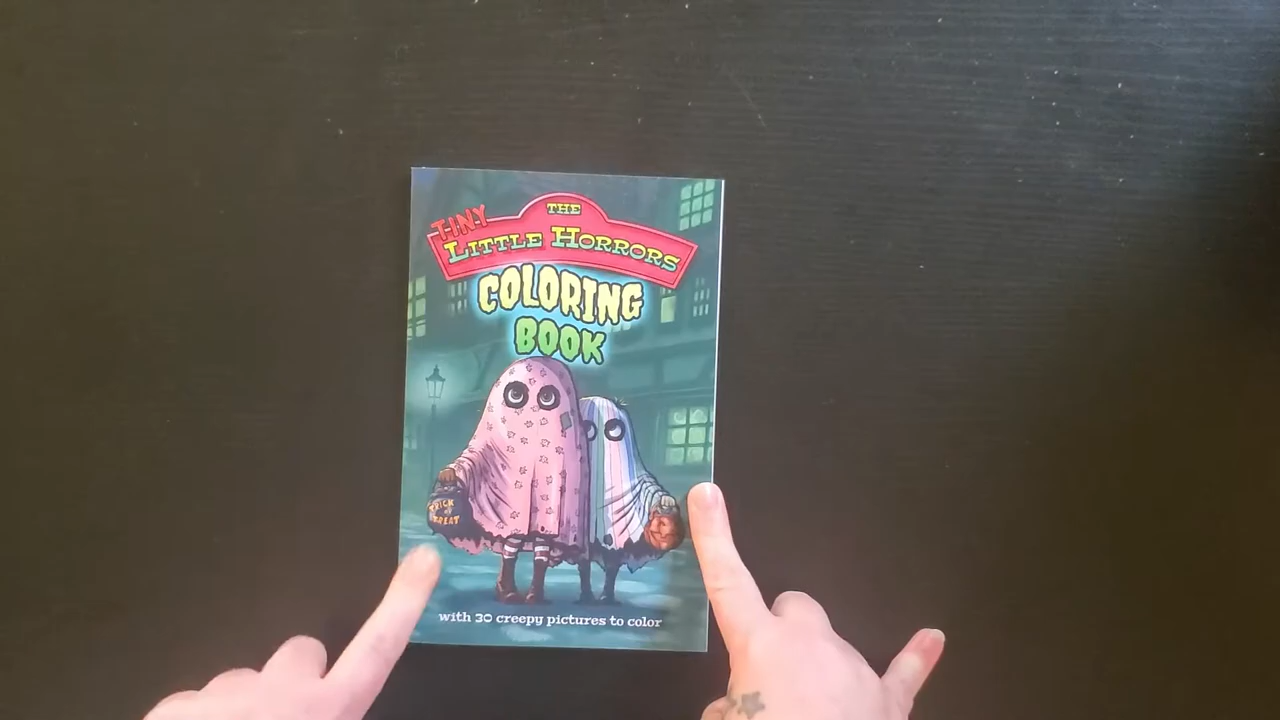 TINY
THE
LITTLE HORRORS
COLORING
BOOK
TRICK
OR
TREAT
with 30 creepy pictures to color